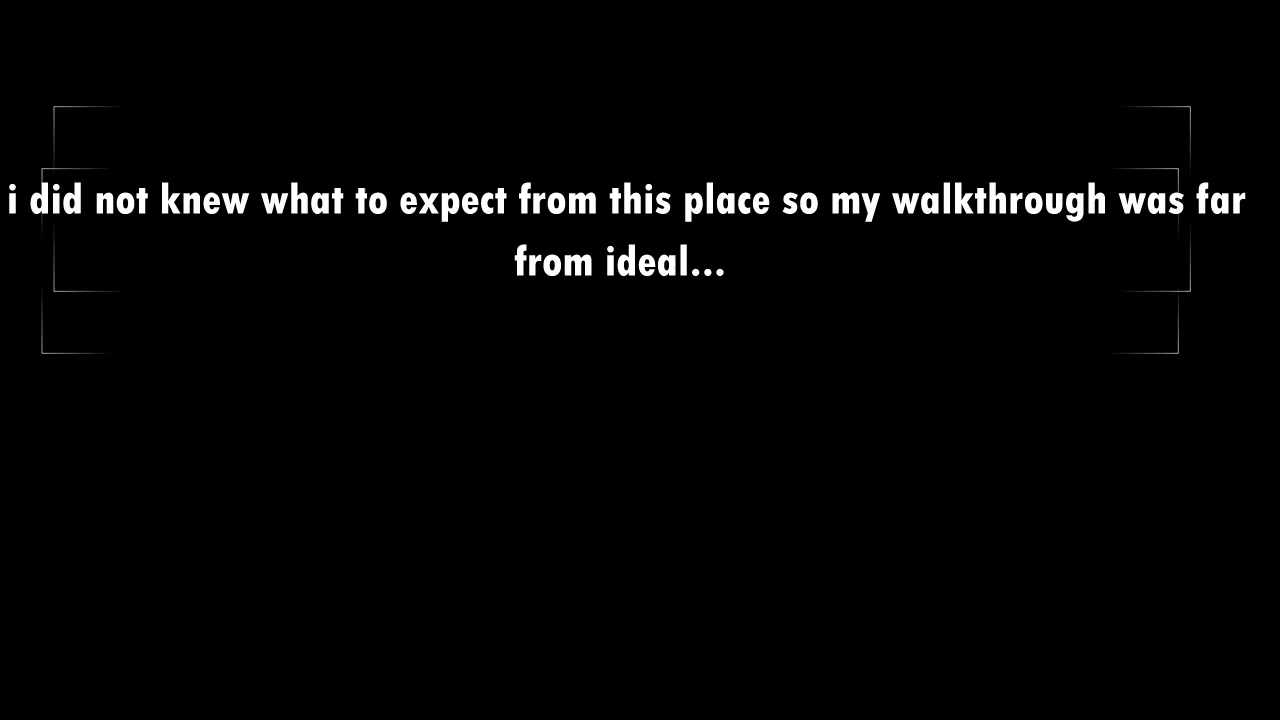 i did not knew what to expect from this place so my walkthrough was far
from ideal...